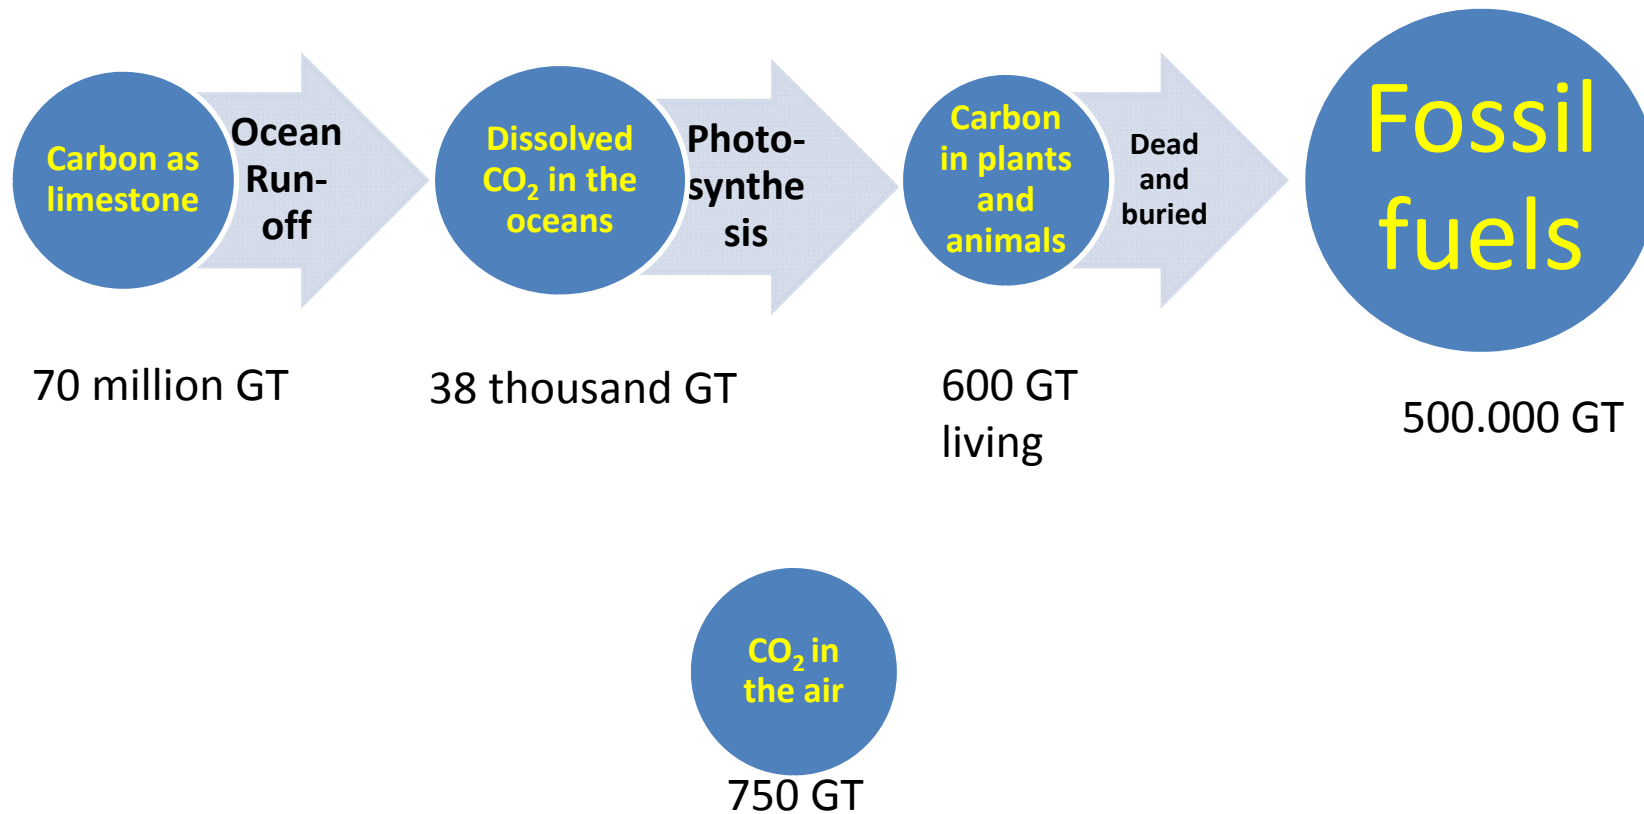 Carbon as
limestone
Ocean
Run-
off
Dissolved
CO₂ in the
oceans
Photo-
synthe
sis
Carbon
in plants
and
animals
Dead
and
buried
Fossil
fuels
70 million GT
38 thousand GT
600 GT
living
500.000 GT
CO₂ in
the air
750 GT